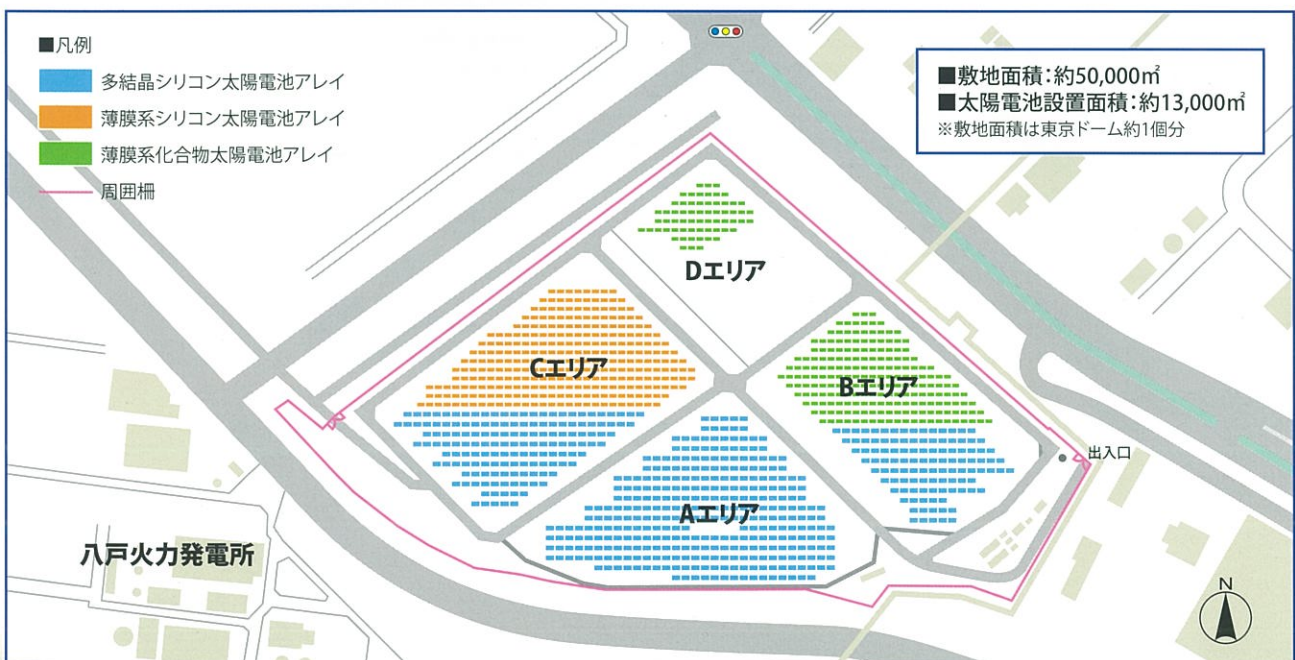 ■凡例
多結晶シリコン太陽電池アレイ
薄膜系シリコン太陽電池アレイ
薄膜系化合物太陽電池アレイ
周囲柵
■敷地面積:約50,000㎡
■太陽電池設置面積:約13,000㎡
※敷地面積は東京ドーム約1個分
Dエリア
Cエリア
Bエリア
出入口
Aエリア
八戸火力発電所
N